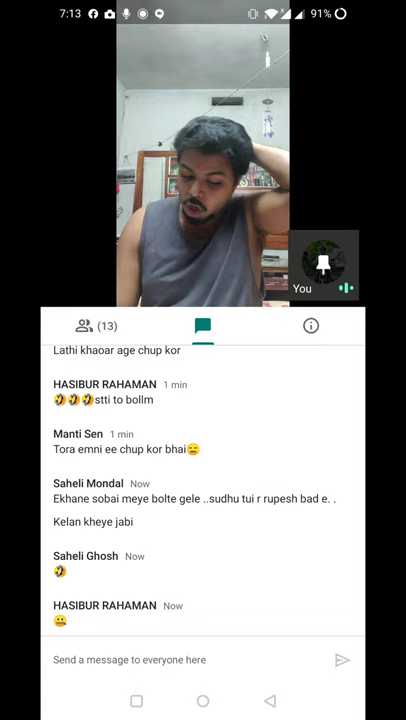 7:13
91%
You
(13)
Lathi khaoar age chup kor
HASIBUR RAHAMAN 1 min
🤣🤣🤣stti to bollm
Manti Sen 1 min
Tora emni ee chup kor bhai😑
Saheli Mondal Now
Ekhane sobai meye bolte gele ..sudhu tui r rupesh bad e. .
Kelan kheye jabi
Saheli Ghosh Now
🤣
HASIBUR RAHAMAN Now
🤐
Send a message to everyone here